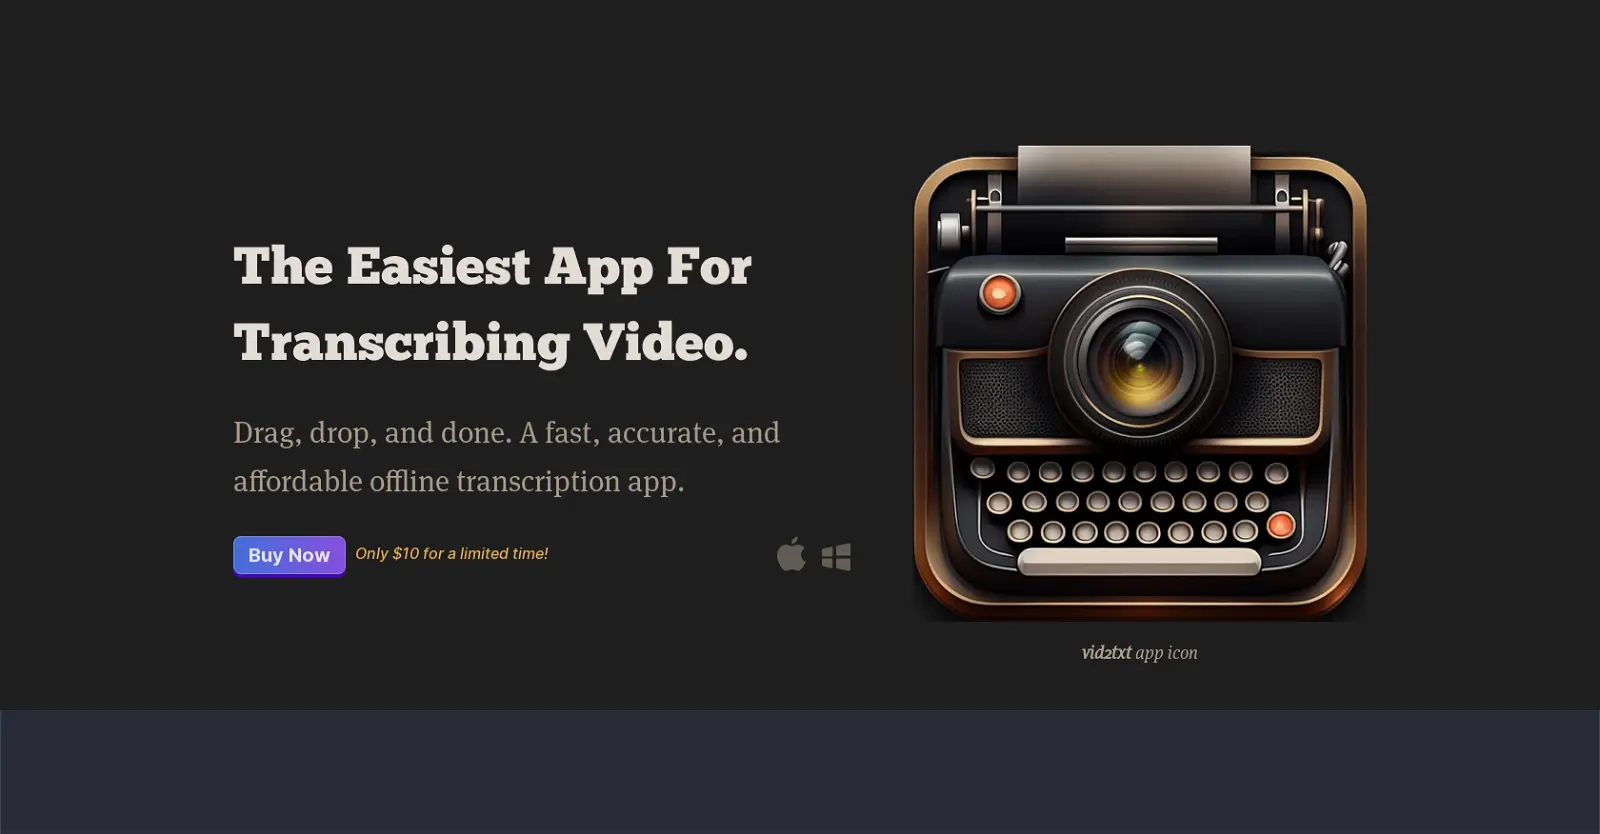 The Easiest App For
Transcribing Video.
Drag, drop, and done. A fast, accurate, and
affordable offline transcription app.
Buy Now
Only $10 for a limited time!
vid2txt app icon